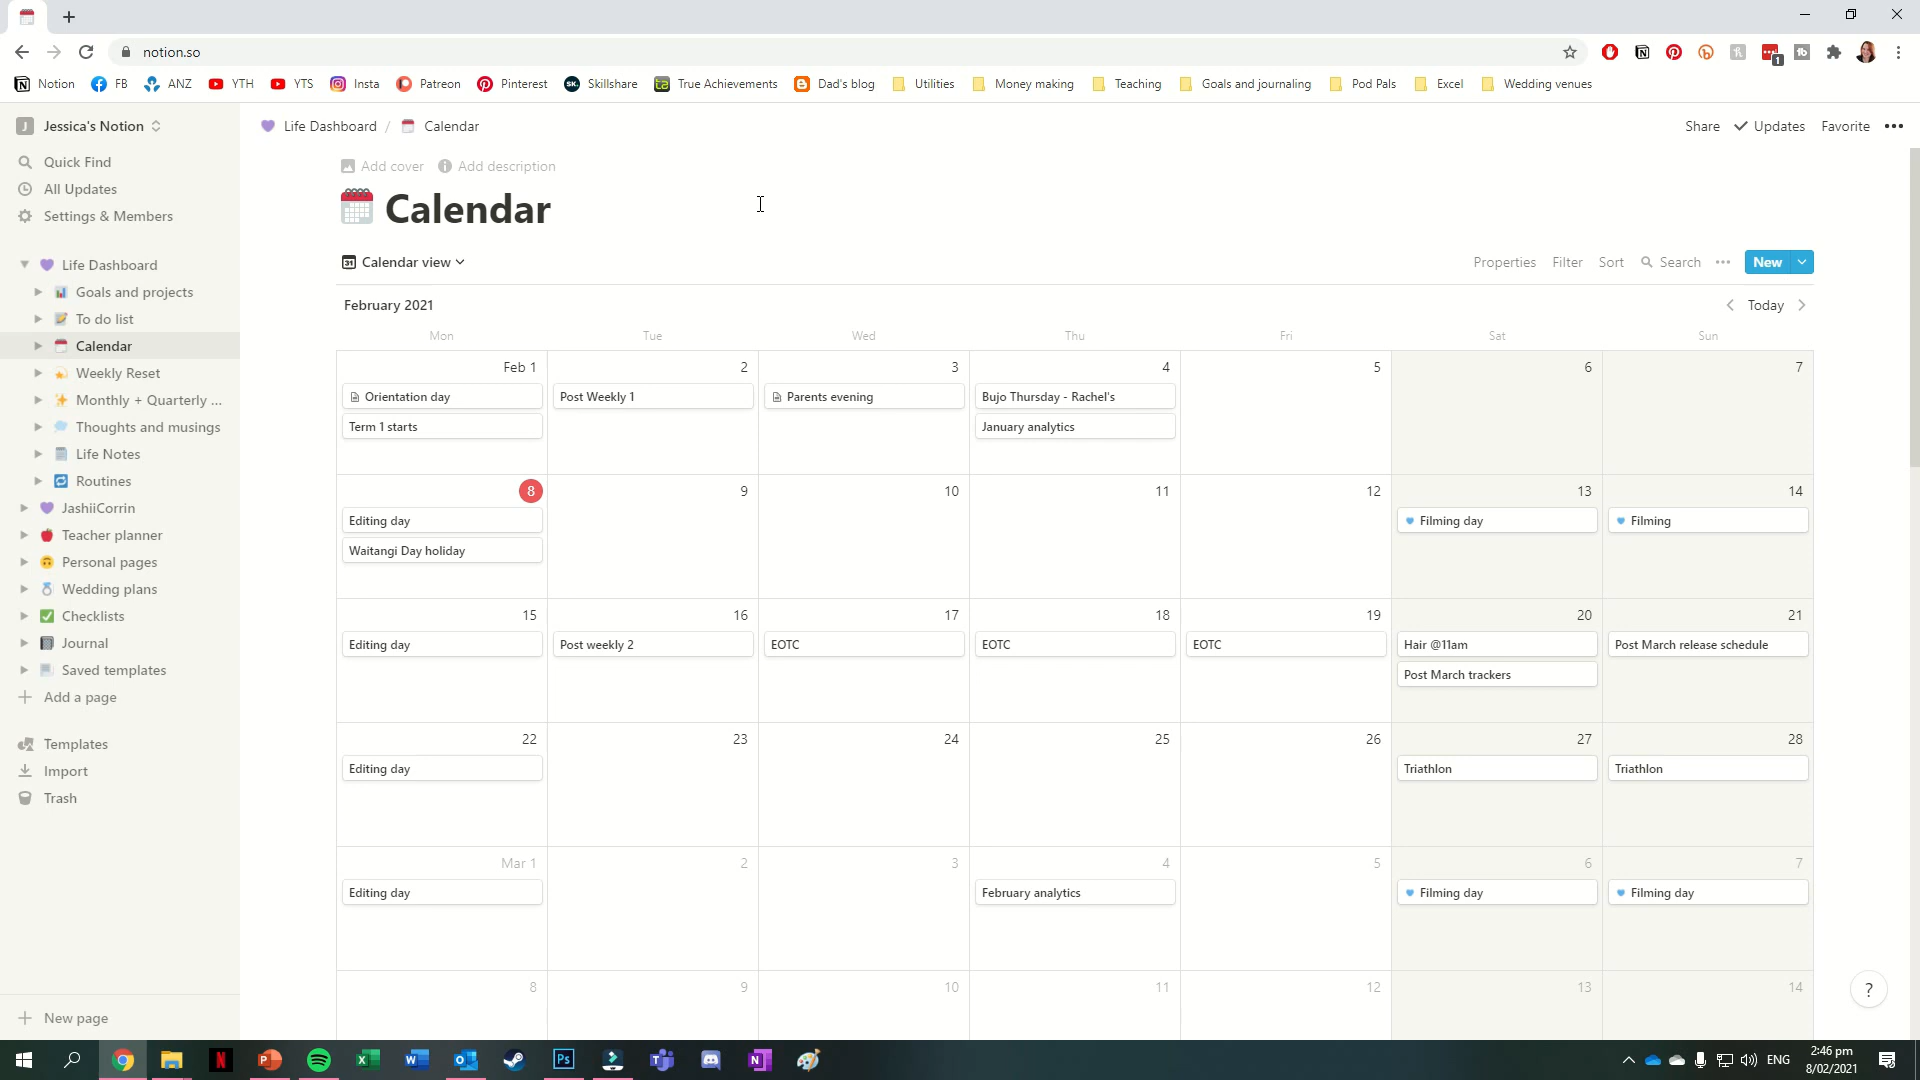 notion.so
1
Notion FB ANZ YTH YTS Insta Patreon Pinterest Skillshare True Achievements Dad's blog Utilities Money making Teaching Goals and journaling Pod Pals Excel Wedding venues
J Jessica's Notion
Life Dashboard / Calendar
Share Updates Favorite
Quick Find
All Updates
Settings & Members
Life Dashboard
Goals and projects
To do list
Calendar
Weekly Reset
Monthly + Quarterly ...
Thoughts and musings
Life Notes
Routines
JashiiCorrin
Teacher planner
Personal pages
Wedding plans
Checklists
Journal
Saved templates
Add a page
Templates
Import
Trash
New page
Add cover Add description
Calendar
31 Calendar view
Properties Filter Sort Search New
February 2021
Today
Mon Tue Wed Thu Fri Sat Sun
Feb 1 2 3 4 5 6 7
Orientation day Post Weekly 1 Parents evening Bujo Thursday - Rachel's
Term 1 starts January analytics
8 9 10 11 12 13 14
Editing day Filming day Filming
Waitangi Day holiday
15 16 17 18 19 20 21
Editing day Post weekly 2 EOTC EOTC EOTC Hair @11am Post March release schedule
Post March trackers
22 23 24 25 26 27 28
Editing day Triathlon Triathlon
Mar 1 2 3 4 5 6 7
Editing day February analytics Filming day Filming day
8 9 10 11 12 13 14
?
ENG
2:46 pm
8/02/2021